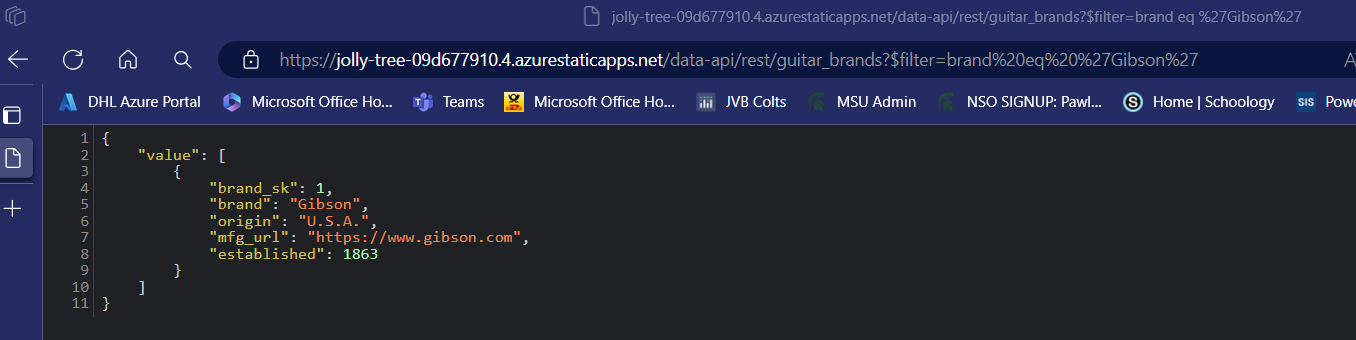 jolly-tree-09d677910.4.azurestaticapps.net/data-api/rest/guitar_brands?$filter=brand eq %27Gibson%27
https://jolly-tree-09d677910.4.azurestaticapps.net/data-api/rest/guitar_brands?$filter=brand%20eq%20%27Gibson%27
DHL Azure Portal Microsoft Office Ho... Teams Microsoft Office Ho... JVB Colts MSU Admin NSO SIGNUP: Pawl... S Home | Schoology SIS Powe
1 {
2 "value": [
3 {
4 "brand_sk": 1,
5 "brand": "Gibson",
6 "origin": "U.S.A.",
7 "mfg_url": "https://www.gibson.com",
8 "established": 1863
9 }
10 ]
11 }